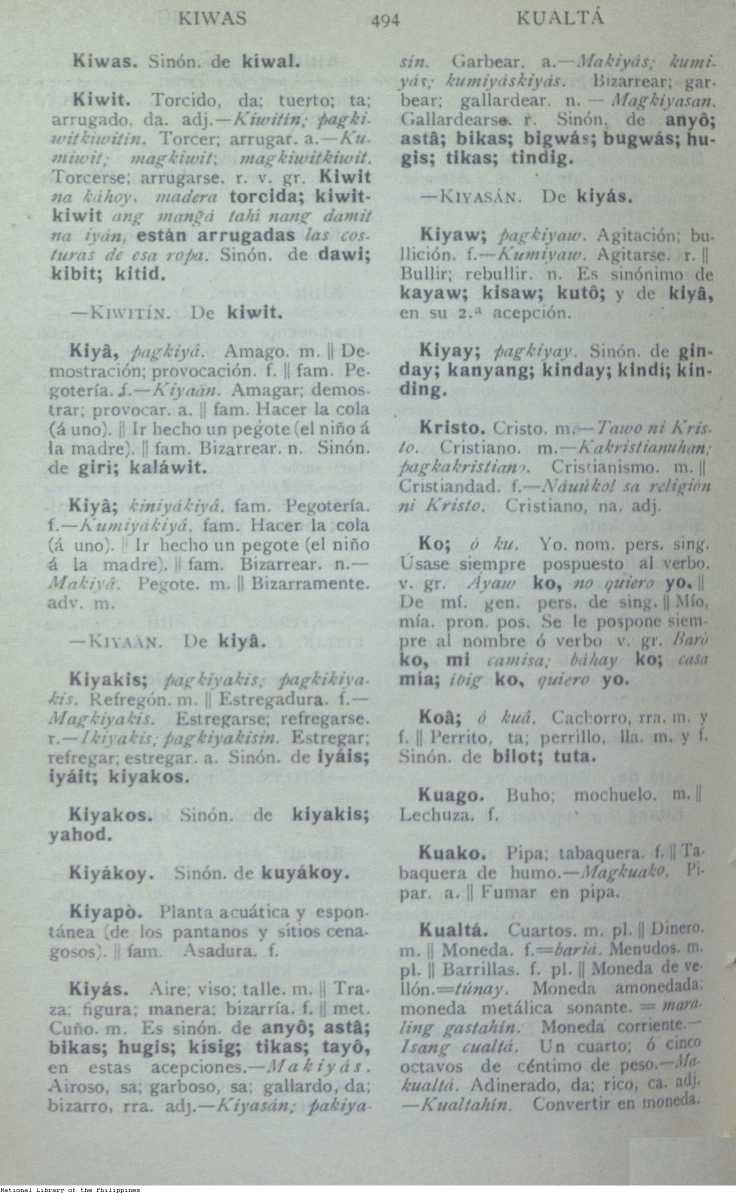 KIWAS 494 KUALTÁ
Kiwas. Sinón. de kiwal.
Kiwit. Torcido, da; tuerto; ta;
arrugado, da. adj.—Kiwitin; pagki-
witkiwitin. Torcer; arrugar. a.—Ku-
miwit; magkiwit; magkiwitkiwit.
Torcerse; arrugarse. r. v. gr. Kiwit
na káhoy, madera torcida; kiwit-
kiwit ang mangá tahi nang damit
na iyán, están arrugadas las cos-
turas de esa ropa. Sinón. de dawi;
kibit; kitid.
—KIWITÍN. De kiwit.
Kiyâ, pagkiyâ. Amago. m. || De-
mostración; provocación. f. || fam. Pe-
gotería. f.—Kiyaán. Amagar; demos-
trar; provocar. a. || fam. Hacer la cola
(á uno). || Ir hecho un pegote (el niño á
la madre). || fam. Bizarrear. n. Sinón.
de giri; kaláwit.
Kiyâ; kiniyákiyâ. fam. Pegotería.
f.—Kumiyákiyâ. fam. Hacer la cola
(á uno). || Ir hecho un pegote (el niño
á la madre). || fam. Bizarrear. n.—
Makiyâ. Pegote. m. || Bizarramente.
adv. m.
—KIYAÁN. De kiyâ.
Kiyakis; pagkiyakis; pagkikiya-
kis. Refregón. m. || Estregadura. f.—
Magkiyakis. Estregarse; refregarse.
r.—Ikiyakis; pagkiyakisin. Estregar;
refregar; estregar. a. Sinón. de iyáis;
iyáit; kiyakos.
Kiyakos. Sinón. de kiyakis;
yahod.
Kiyákoy. Sinón. de kuyákoy.
Kiyapò. Planta acuática y espon-
tánea (de los pantanos y sitios cena-
gosos). || fam. Asadura. f.
Kiyás. Aire; viso; talle. m. || Tra-
za; figura; manera; bizarría. f. || met.
Cuño. m. Es sinón. de anyô; astâ;
bikas; hugis; kisig; tikas; tayô,
en estas acepciones.—Makiyás.
Airoso, sa; garboso, sa; gallardo, da;
bizarro, rra. adj.—Kiyasán; pakiya-
sin. Garbear. a.—Makiyás; kumi-
yás; kumiyáskiyás. Bizarrear; gar-
bear; gallardear. n. — Magkiyasan.
Gallardearse. r. Sinón. de anyô;
astâ; bikas; bigwás; bugwás; hu-
gis; tikas; tindig.
—KIYASÁN. De kiyás.
Kiyaw; pagkiyaw. Agitación; bu-
llición. f.—Kumiyaw. Agitarse. r. ||
Bullir; rebullir. n. Es sinónimo de
kayaw; kisaw; kutô; y de kiyâ,
en su 2.ª acepción.
Kiyay; pagkiyay. Sinón. de gin-
day; kanyang; kinday; kindi; kin-
ding.
Kristo. Cristo. m.—Tawo ni Kris-
to. Cristiano. m.—Kakristianuhan;
pagkakristiano. Cristianismo. m. ||
Cristiandad. f.—Náuúkol sa religión
ni Kristo. Cristiano, na. adj.
Ko; ó ku. Yo. nom. pers. sing.
Úsase siempre pospuesto al verbo.
v. gr. Ayaw ko, no quiero yo. ||
De mí. gen. pers. de sing. || Mío,
mía. pron. pos. Se le pospone siem-
pre al nombre ó verbo v. gr. Barò
ko, mi camisa; báhay ko; casa
mía; ibig ko, quiero yo.
Koâ; ó kuâ. Cachorro, rra. m. y
f. || Perrito, ta; perrillo, lla. m. y f.
Sinón. de bilot; tuta.
Kuago. Buho; mochuelo. m. ||
Lechuza. f.
Kuako. Pipa; tabaquera. f. || Ta-
baquera de humo.—Magkuako. Pi-
par. a. || Fumar en pipa.
Kualtá. Cuartos. m. pl. || Dinero.
m. || Moneda. f.=bariá. Menudos. m.
pl. || Barrillas. f. pl. || Moneda de ve-
llón.=túnay. Moneda amonedada;
moneda metálica sonante. = mara-
ling gastahín. Moneda corriente.—
Isang cualtá. Un cuarto; ó cinco
octavos de céntimo de peso.—Ma-
kualtá. Adinerado, da; rico, ca. adj.
—Kualtahín. Convertir en moneda.
National Library of the Philippines